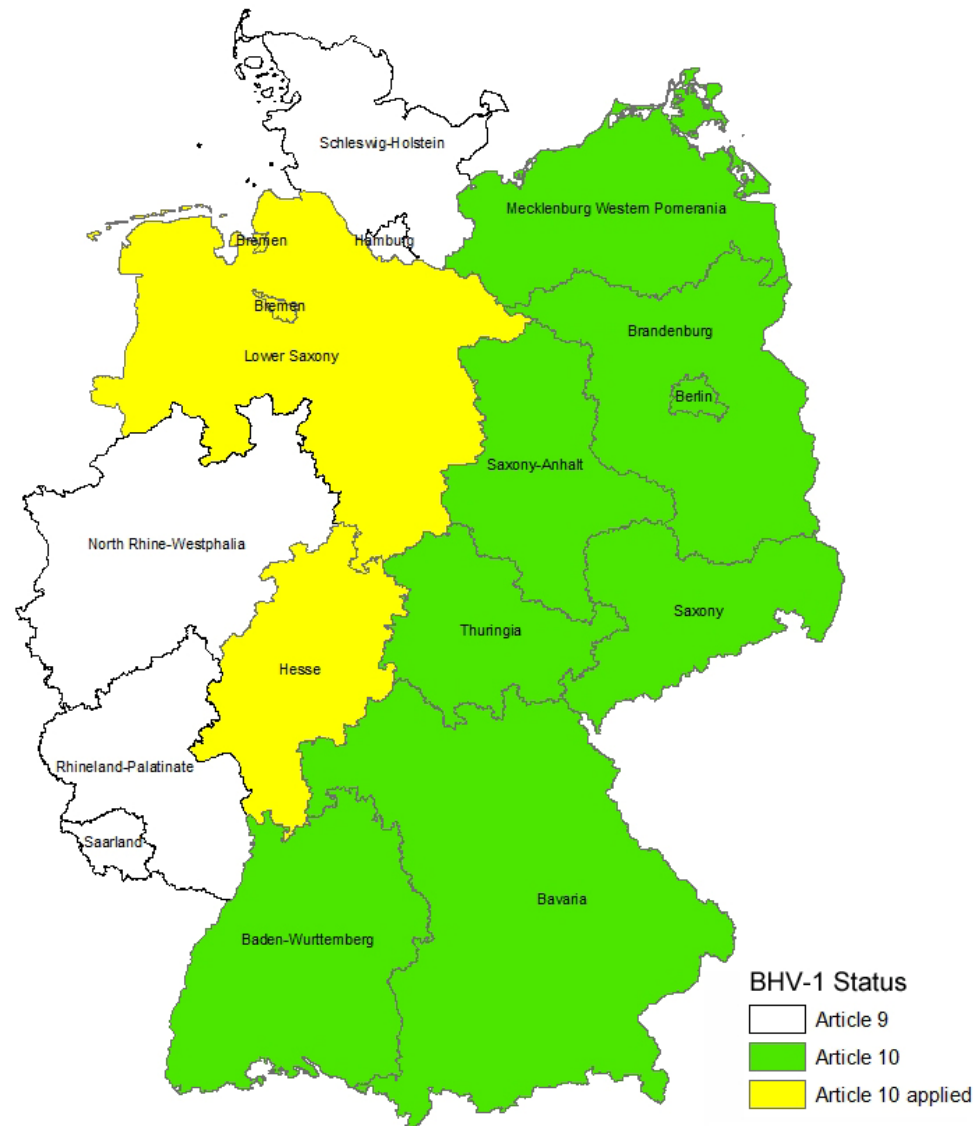 Schleswig-Holstein
Mecklenburg Western Pomerania
Bremen
Hamburg
Bremen
Brandenburg
Lower Saxony
Berlin
Saxony-Anhalt
North Rhine-Westphalia
Saxony
Thuringia
Hesse
Rhineland-Palatinate
Saarland
Bavaria
Baden-Wurttemberg
BHV-1 Status
Article 9
Article 10
Article 10 applied